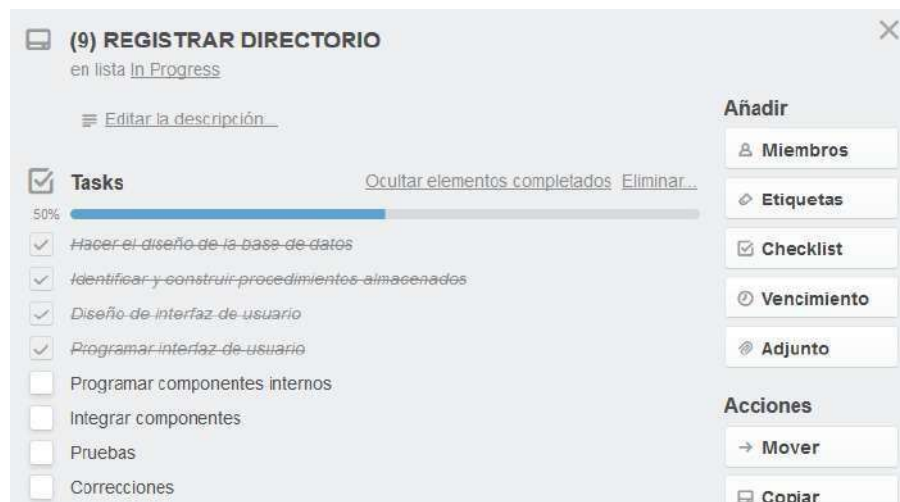 (9) REGISTRAR DIRECTORIO
en lista In Progress
Editar la descripción...
Tasks Ocultar elementos completados Eliminar...
50%
Hacer el diseño de la base de datos
Identificar y construir procedimientos almacenados
Diseño de interfaz de usuario
Programar interfaz de usuario
Programar componentes internos
Integrar componentes
Pruebas
Correcciones
Añadir
Miembros
Etiquetas
Checklist
Vencimiento
Adjunto
Acciones
Mover
Copiar